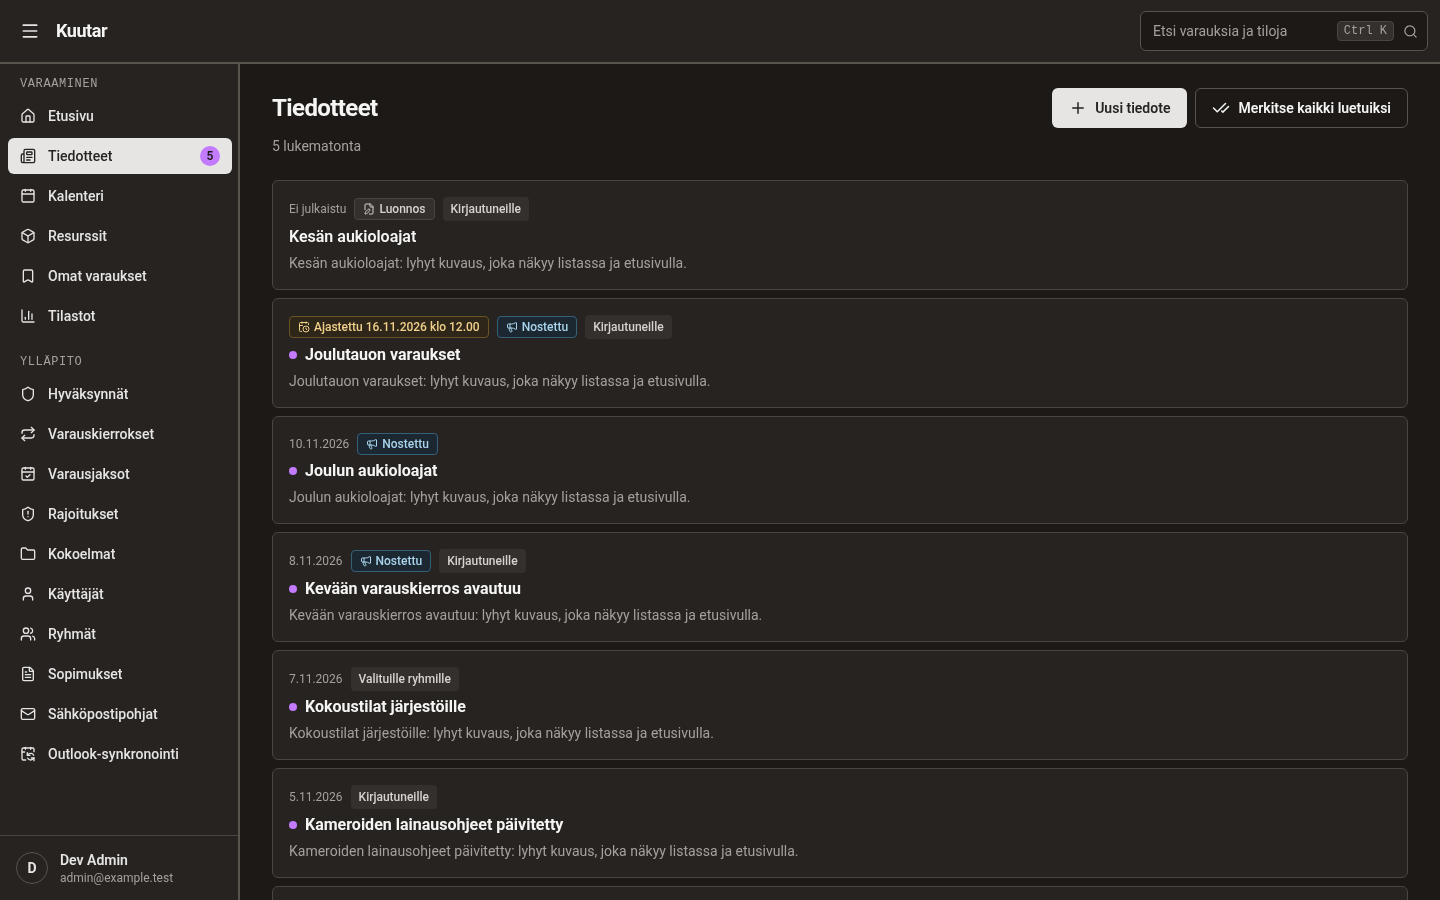 Kuutar
Etsi varauksia ja tiloja
Ctrl K
VARAAMINEN
Etusivu
Tiedotteet
5
Kalenteri
Resurssit
Omat varaukset
Tilastot
YLLÄPITO
Hyväksynnät
Varauskierrokset
Varausjaksot
Rajoitukset
Kokoelmat
Käyttäjät
Ryhmät
Sopimukset
Sähköpostipohjat
Outlook-synkronointi
D
Dev Admin
admin@example.test
Tiedotteet
Uusi tiedote
Merkitse kaikki luetuiksi
5 lukematonta
Ei julkaistu Luonnos Kirjautuneille
Kesän aukioloajat
Kesän aukioloajat: lyhyt kuvaus, joka näkyy listassa ja etusivulla.
Ajastettu 16.11.2026 klo 12.00 Nostettu Kirjautuneille
Joulutauon varaukset
Joulutauon varaukset: lyhyt kuvaus, joka näkyy listassa ja etusivulla.
10.11.2026 Nostettu
Joulun aukioloajat
Joulun aukioloajat: lyhyt kuvaus, joka näkyy listassa ja etusivulla.
8.11.2026 Nostettu Kirjautuneille
Kevään varauskierros avautuu
Kevään varauskierros avautuu: lyhyt kuvaus, joka näkyy listassa ja etusivulla.
7.11.2026 Valituille ryhmille
Kokoustilat järjestöille
Kokoustilat järjestöille: lyhyt kuvaus, joka näkyy listassa ja etusivulla.
5.11.2026 Kirjautuneille
Kameroiden lainausohjeet päivitetty
Kameroiden lainausohjeet päivitetty: lyhyt kuvaus, joka näkyy listassa ja etusivulla.